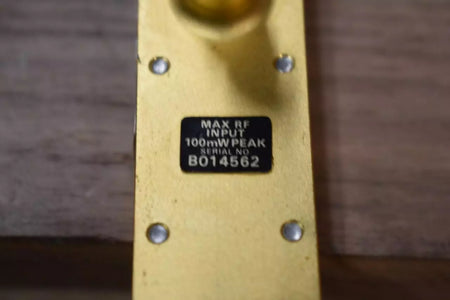 MAX RF
INPUT
100mW PEAK
SERIAL NO
B014562